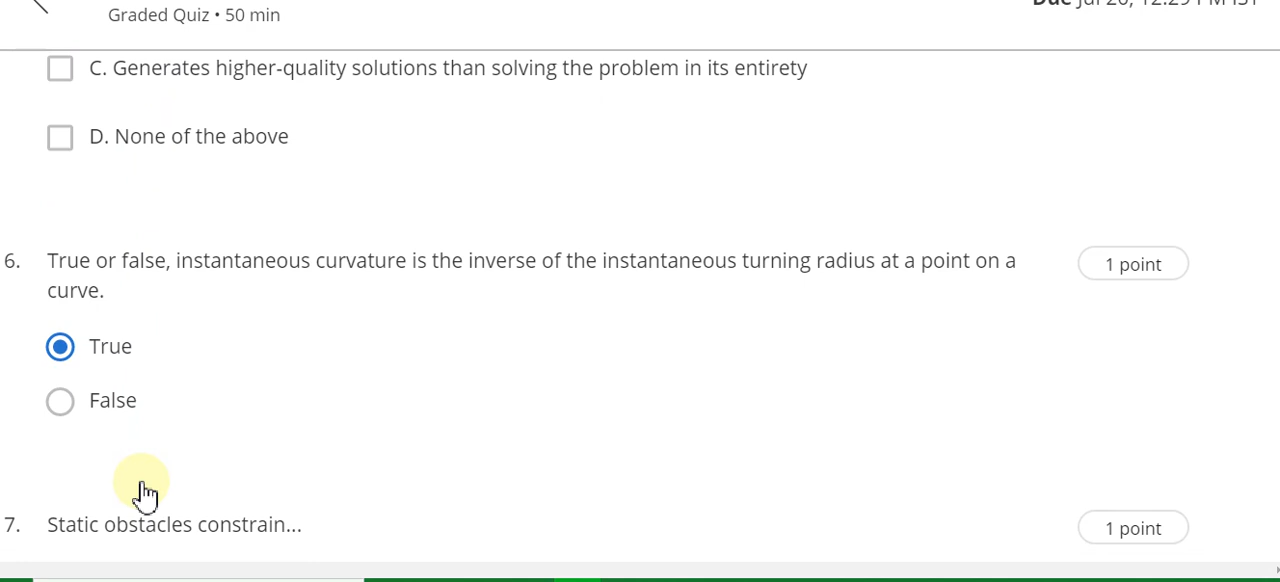 Graded Quiz • 50 min
C. Generates higher-quality solutions than solving the problem in its entirety
D. None of the above
6. True or false, instantaneous curvature is the inverse of the instantaneous turning radius at a point on a
curve.
1 point
True
False
7. Static obstacles constrain...
1 point